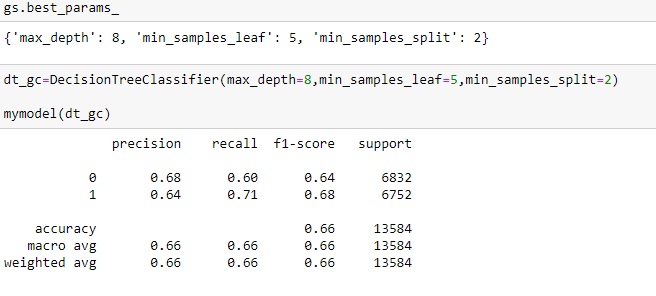 gs.best_params_
{'max_depth': 8, 'min_samples_leaf': 5, 'min_samples_split': 2}
dt_gc=DecisionTreeClassifier(max_depth=8,min_samples_leaf=5,min_samples_split=2)
mymodel(dt_gc)
precision recall f1-score support
0 0.68 0.60 0.64 6832
1 0.64 0.71 0.68 6752
accuracy 0.66 13584
macro avg 0.66 0.66 0.66 13584
weighted avg 0.66 0.66 0.66 13584